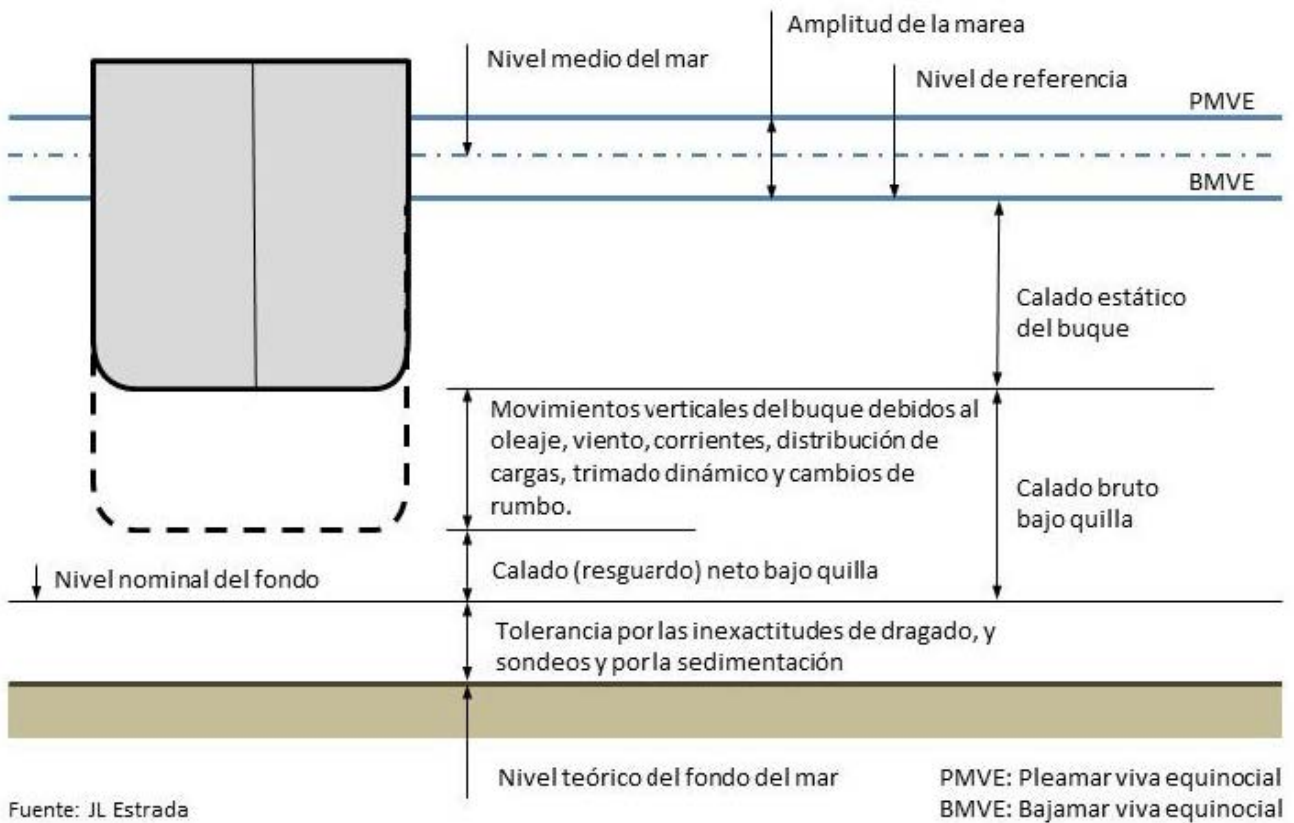 Amplitud de la marea
Nivel medio del mar
Nivel de referencia
PMVE
BMVE
Calado estático
del buque
Movimientos verticales del buque debidos al
oleaje, viento, corrientes, distribución de
cargas, trimado dinámico y cambios de
rumbo.
Calado bruto
bajo quilla
Nivel nominal del fondo
Calado (resguardo) neto bajo quilla
Tolerancia por las inexactitudes de dragado, y
sondeos y por la sedimentación
Nivel teórico del fondo del mar
PMVE: Pleamar viva equinocial
BMVE: Bajamar viva equinocial
Fuente: JL Estrada